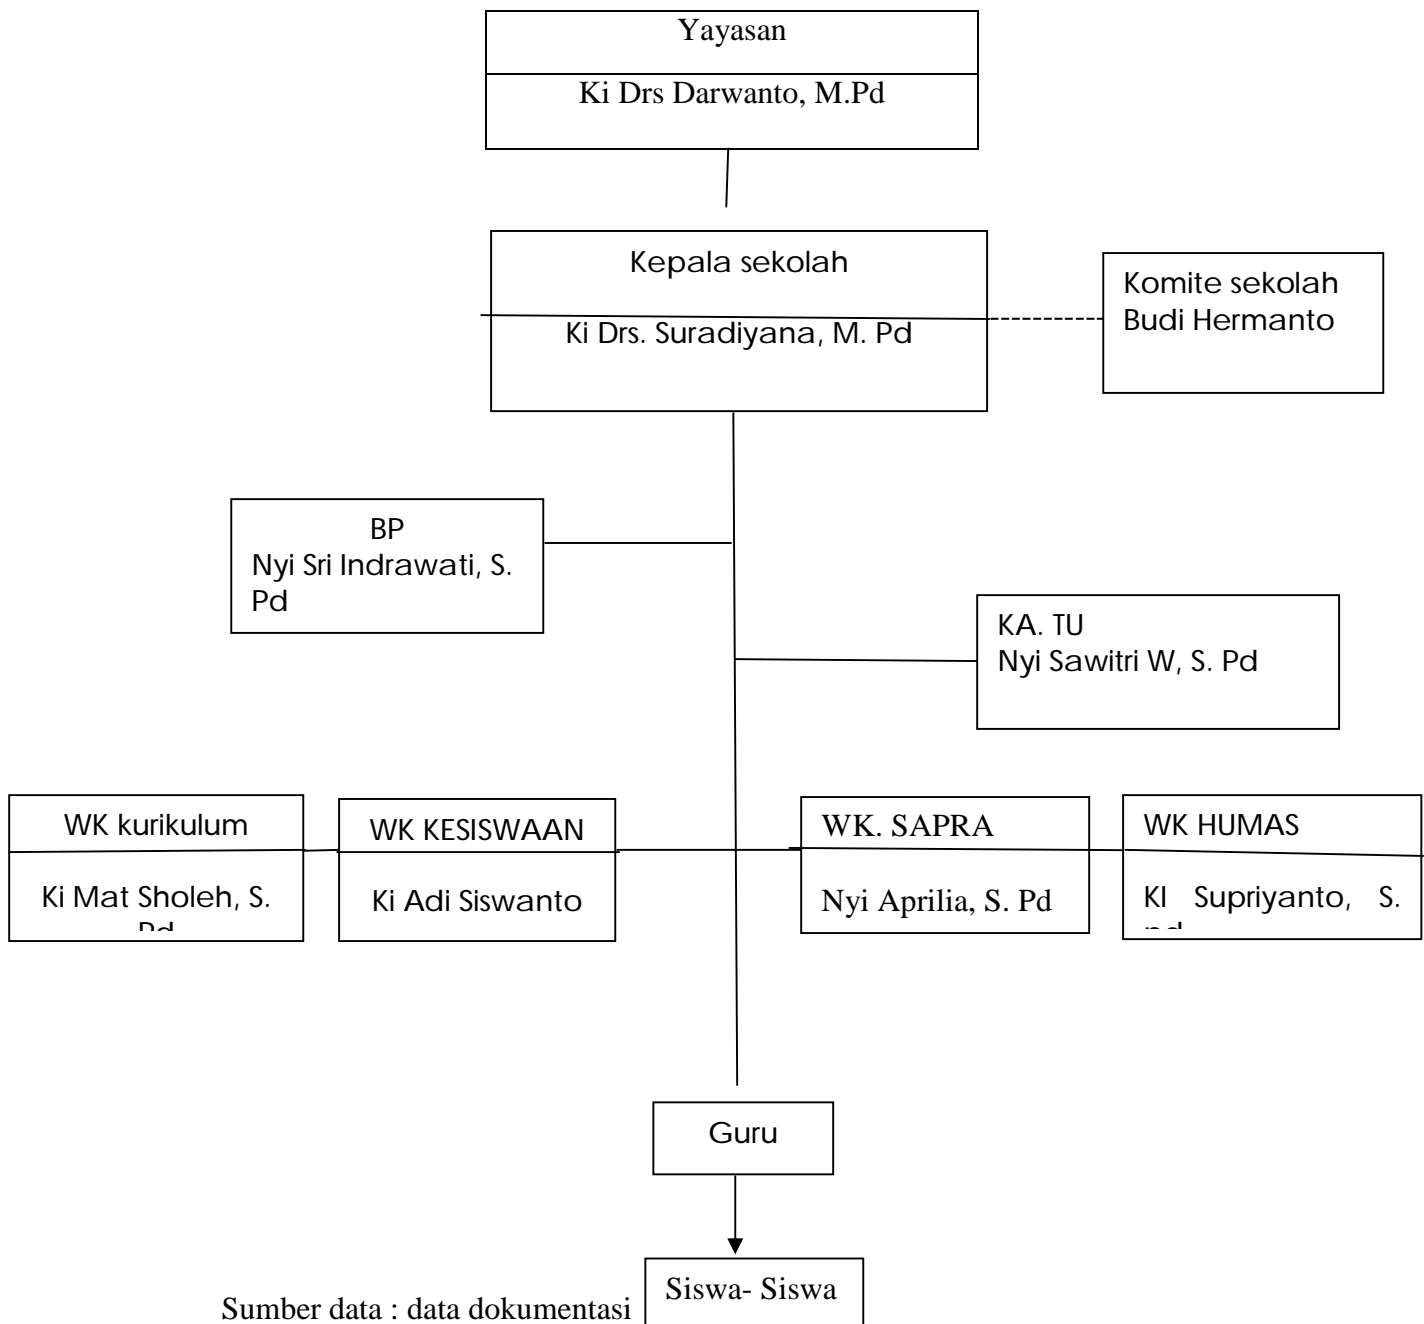 Yayasan
Ki Drs Darwanto, M.Pd
Kepala sekolah
Ki Drs. Suradiyana, M. Pd
Komite sekolah
Budi Hermanto
BP
Nyi Sri Indrawati, S.
Pd
KA. TU
Nyi Sawitri W, S. Pd
WK kurikulum
Ki Mat Sholeh, S.
Pd
WK KESISWAAN
Ki Adi Siswanto
WK. SAPRA
Nyi Aprilia, S. Pd
WK HUMAS
KI Supriyanto, S.
pd
Guru
Siswa- Siswa
Sumber data : data dokumentasi